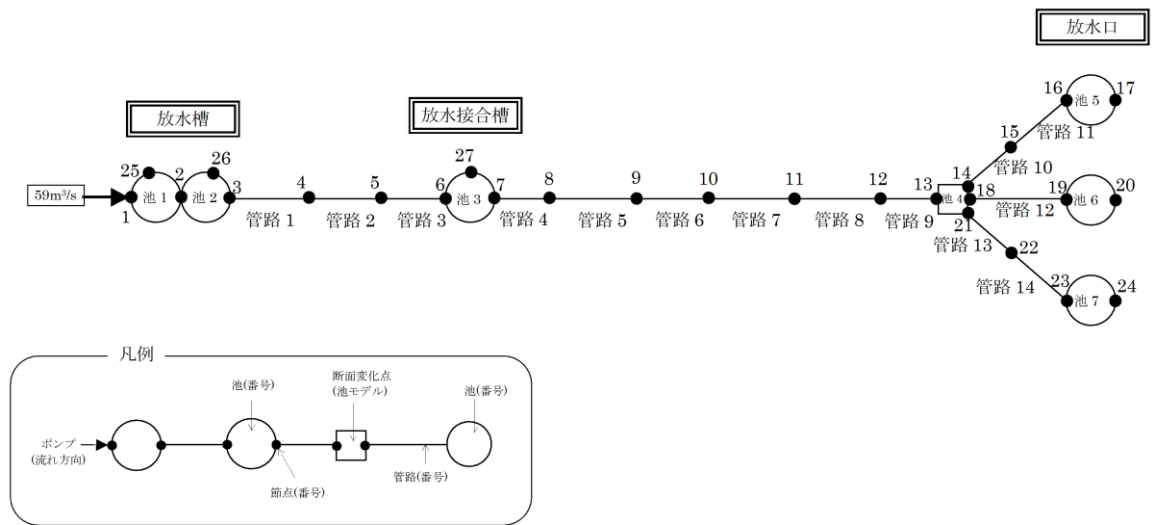 放水口
放水槽
放水接合槽
59m³/s
1
25
池 1
2
26
池 2
3
管路 1
4
管路 2
5
管路 3
6
27
池 3
7
管路 4
8
管路 5
9
管路 6
10
管路 7
11
管路 8
12
管路 9
13
池 4
14
管路 10
15
管路 11
16
池 5
17
18
管路 12
19
池 6
20
21
管路 13
22
管路 14
23
池 7
24
凡例
池(番号)
断面変化点
(池モデル)
池(番号)
ポンプ
(流れ方向)
節点(番号)
管路(番号)